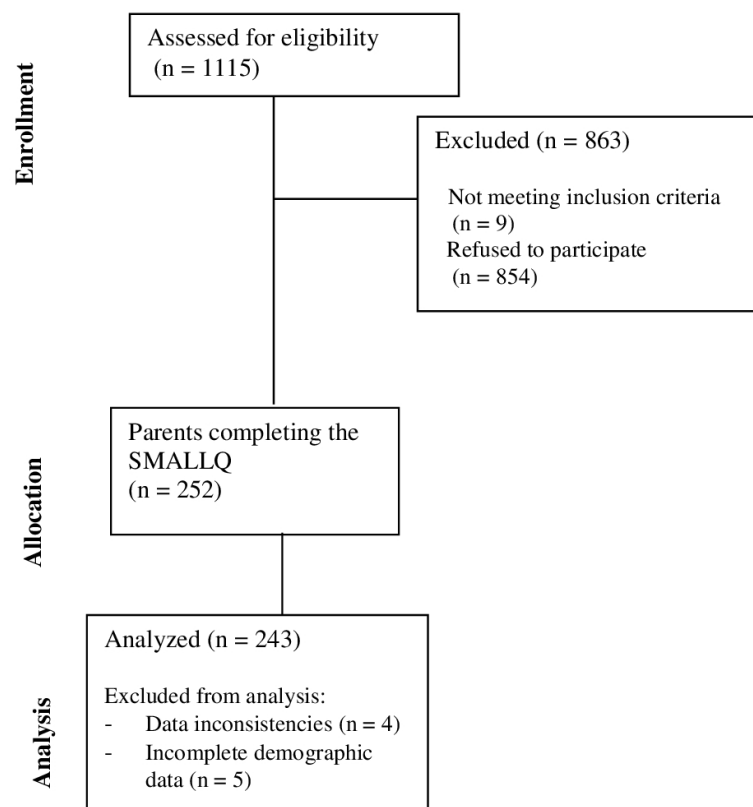 Enrollment
Assessed for eligibility
(n = 1115)
Excluded (n = 863)
Not meeting inclusion criteria
(n = 9)
Refused to participate
(n = 854)
Allocation
Parents completing the
SMALLQ
(n = 252)
Analysis
Analyzed (n = 243)
Excluded from analysis:
- Data inconsistencies (n = 4)
- Incomplete demographic
data (n = 5)